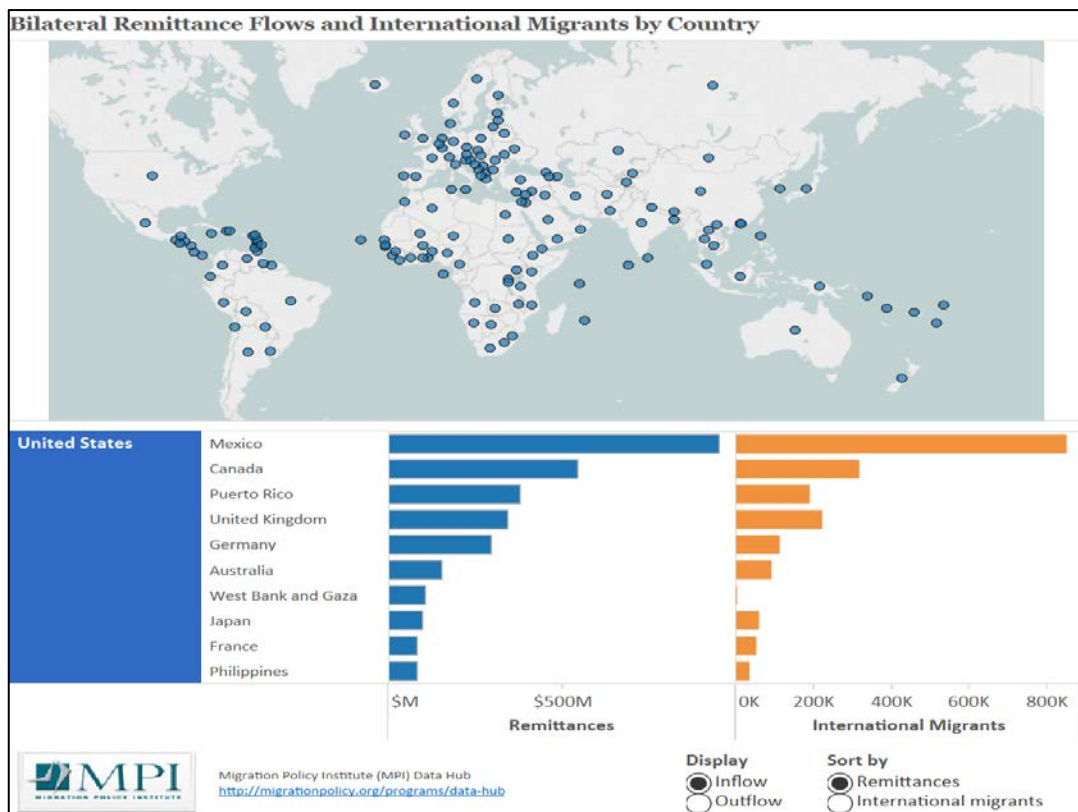 Bilateral Remittance Flows and International Migrants by Country
United States
Mexico
Canada
Puerto Rico
United Kingdom
Germany
Australia
West Bank and Gaza
Japan
France
Philippines
$M
$500M
0K
200K
400K
600K
800K
Remittances
International Migrants
MPI
MIGRATION POLICY INSTITUTE
Migration Policy Institute (MPI) Data Hub
http://migrationpolicy.org/programs/data-hub
Display
Inflow
Outflow
Sort by
Remittances
International migrants